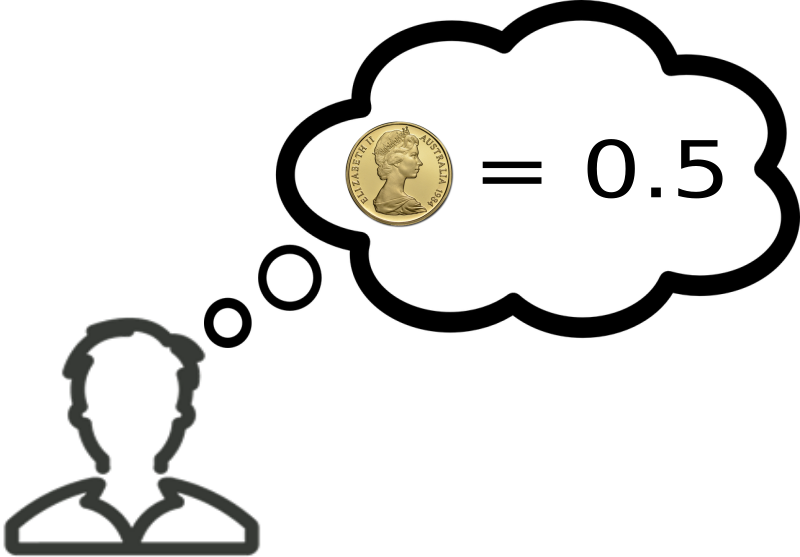 ELIZABETH II AUSTRALIA 1984
= 0.5